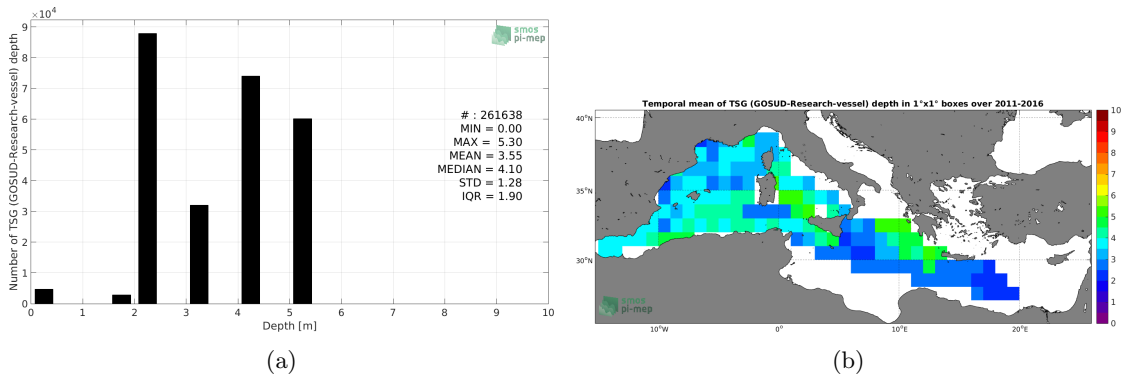 ×10⁴
9
8
7
6
5
4
3
2
1
0
Number of TSG (GOSUD-Research-vessel) depth
0 1 2 3 4 5 6 7 8 9 10
Depth [m]
smos
pi-mep
# : 261638
MIN = 0.00
MAX = 5.30
MEAN = 3.55
MEDIAN = 4.10
STD = 1.28
IQR = 1.90
(a)
Temporal mean of TSG (GOSUD-Research-vessel) depth in 1°x1° boxes over 2011-2016
40°N
35°N
30°N
10°W 0° 10°E 20°E
smos
pi-mep
10
9
8
7
6
5
4
3
2
1
0
(b)